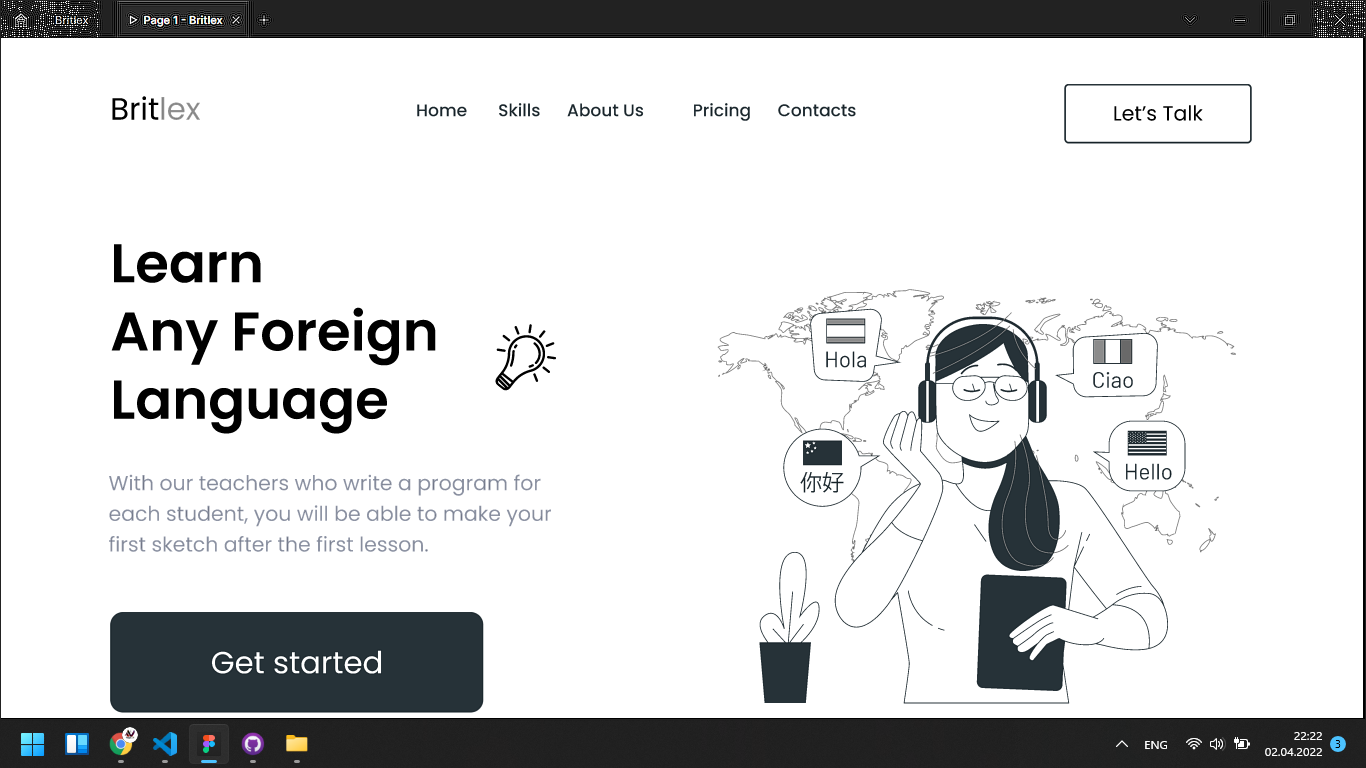 Britlex
Page 1 - Britlex
Britlex
Home Skills About Us Pricing Contacts
Let’s Talk
Learn
Any Foreign
Language
With our teachers who write a program for
each student, you will be able to make your
first sketch after the first lesson.
Get started
Hola
Ciao
你好
Hello
ENG
22:22
02.04.2022
3